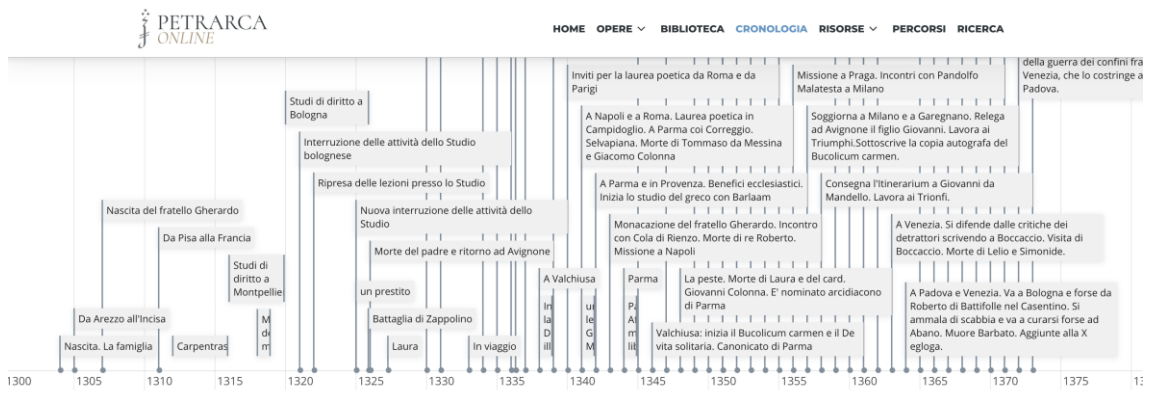 PETRARCA
ONLINE
HOME OPERE BIBLIOTECA CRONOLOGIA RISORSE PERCORSI RICERCA
della guerra dei confini fra
Venezia, che lo costringe a
Padova.
Inviti per la laurea poetica da Roma e da
Parigi
Missione a Praga. Incontri con Pandolfo
Malatesta a Milano
Studi di diritto a
Bologna
A Napoli e a Roma. Laurea poetica in
Campidoglio. A Parma coi Correggio.
Selvapiana. Morte di Tommaso da Messina
e Giacomo Colonna
Soggiorna a Milano e a Garegnano. Relega
ad Avignone il figlio Giovanni. Lavora ai
Triumphi.Sottoscrive la copia autografa del
Bucolicum carmen.
Interruzione delle attività dello Studio
bolognese
Ripresa delle lezioni presso lo Studio
A Parma e in Provenza. Benefici ecclesiastici.
Inizia lo studio del greco con Barlaam
Consegna l'Itinerarium a Giovanni da
Mandello. Lavora ai Trionfi.
Nascita del fratello Gherardo
Nuova interruzione delle attività dello
Studio
Monacazione del fratello Gherardo. Incontro
con Cola di Rienzo. Morte di re Roberto.
Missione a Napoli
A Venezia. Si difende dalle critiche dei
detrattori scrivendo a Boccaccio. Visita di
Boccaccio. Morte di Lelio e Simonide.
Da Pisa alla Francia
Morte del padre e ritorno ad Avignone
Studi di
diritto a
Montpellie
un prestito
A Valchiusa
Parma
La peste. Morte di Laura e del card.
Giovanni Colonna. E' nominato arcidiacono
di Parma
A Padova e Venezia. Va a Bologna e forse da
Roberto di Battifolle nel Casentino. Si
ammala di scabbia e va a curarsi forse ad
Abano. Muore Barbato. Aggiunte alla X
egloga.
Da Arezzo all'Incisa
M
de
m
Battaglia di Zappolino
In
la
D
ill
le
G
M
m
lib
Valchiusa: inizia il Bucolicum carmen e il De
vita solitaria. Canonicato di Parma
Nascita. La famiglia
Carpentras
Laura
In viaggio
1300 1305 1310 1315 1320 1325 1330 1335 1340 1345 1350 1355 1360 1365 1370 1375